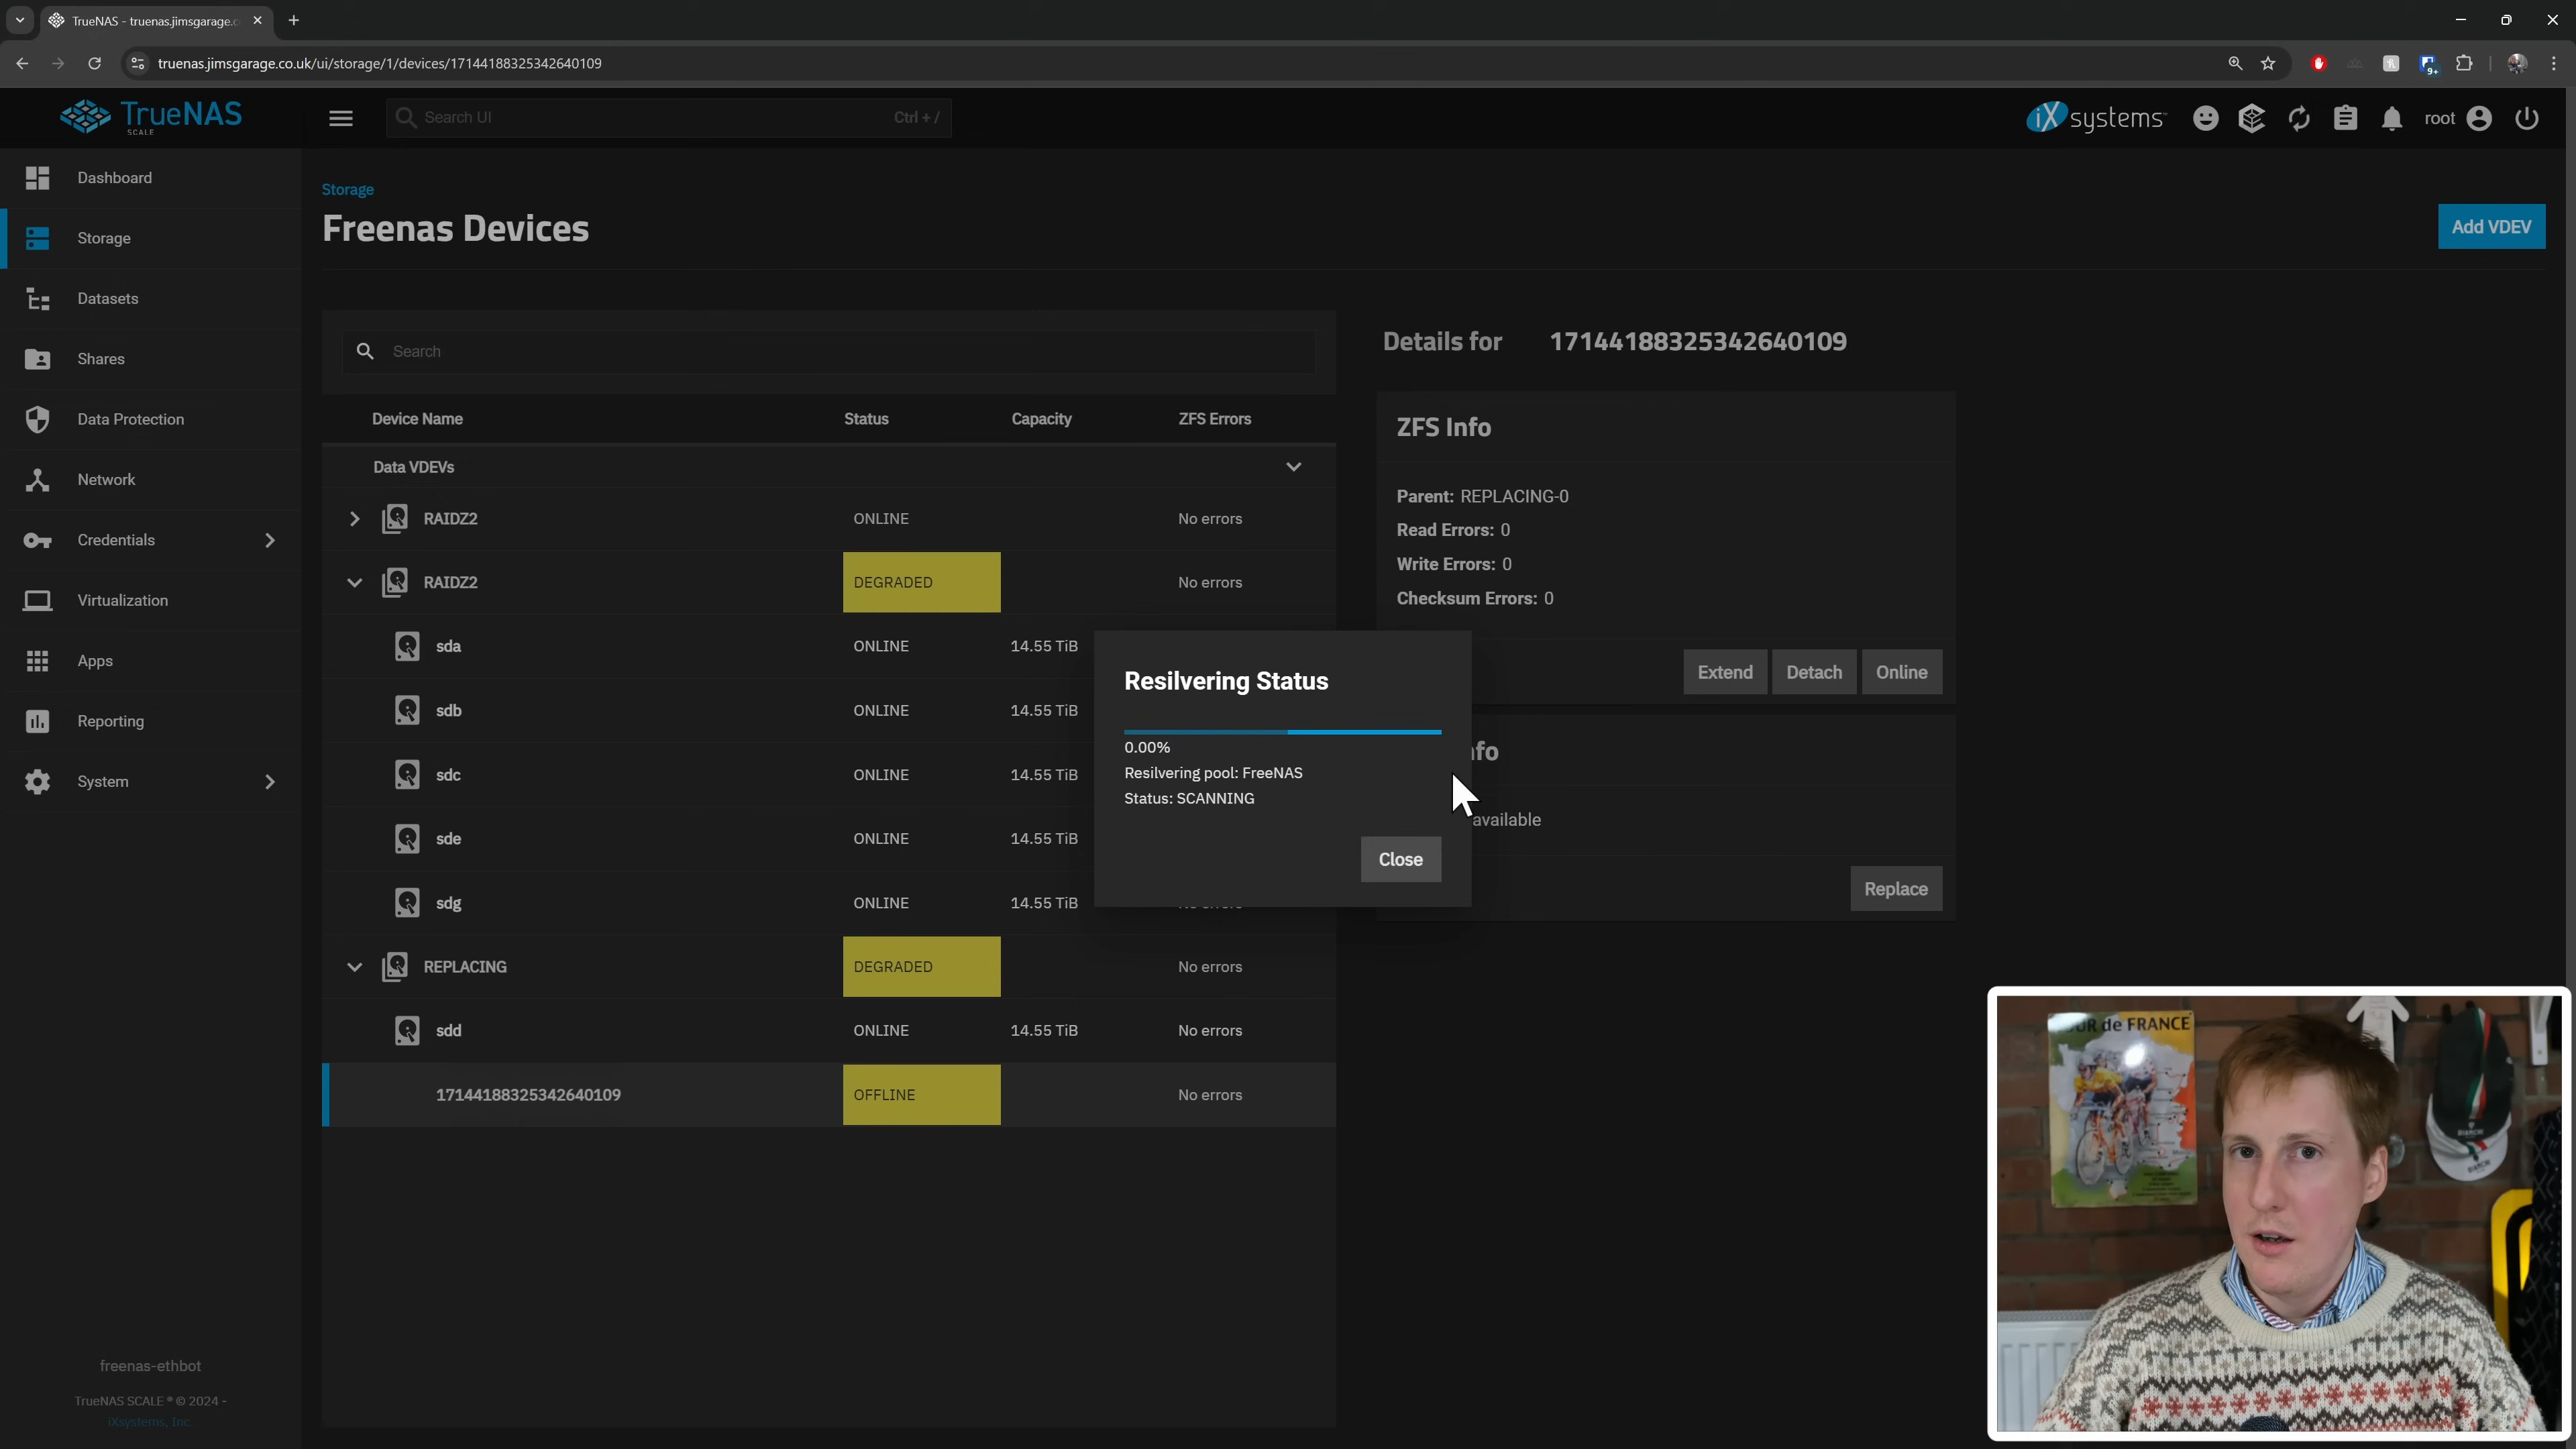 TrueNAS - truenas.jimsgarage.c
truenas.jimsgarage.co.uk/ui/storage/1/devices/17144188325342640109
9+
TrueNAS
SCALE
Search UI
Ctrl + /
iX systems
root
Dashboard
Storage
Datasets
Shares
Data Protection
Network
Credentials
Virtualization
Apps
Reporting
System
freenas-ethbot
TrueNAS SCALE ® © 2024 -
iXsystems, Inc
Storage
Freenas Devices
Add VDEV
Search
Device Name Status Capacity ZFS Errors
Data VDEVs
RAIDZ2 ONLINE No errors
RAIDZ2 DEGRADED No errors
sda ONLINE 14.55 TiB
sdb ONLINE 14.55 TiB
sdc ONLINE 14.55 TiB
sde ONLINE 14.55 TiB
sdg ONLINE 14.55 TiB
REPLACING DEGRADED No errors
sdd ONLINE 14.55 TiB No errors
17144188325342640109 OFFLINE No errors
Details for 17144188325342640109
ZFS Info
Parent: REPLACING-0
Read Errors: 0
Write Errors: 0
Checksum Errors: 0
Extend Detach Online
nfo
available
Replace
Resilvering Status
0.00%
Resilvering pool: FreeNAS
Status: SCANNING
Close
UR de FRANCE
BIANCHI